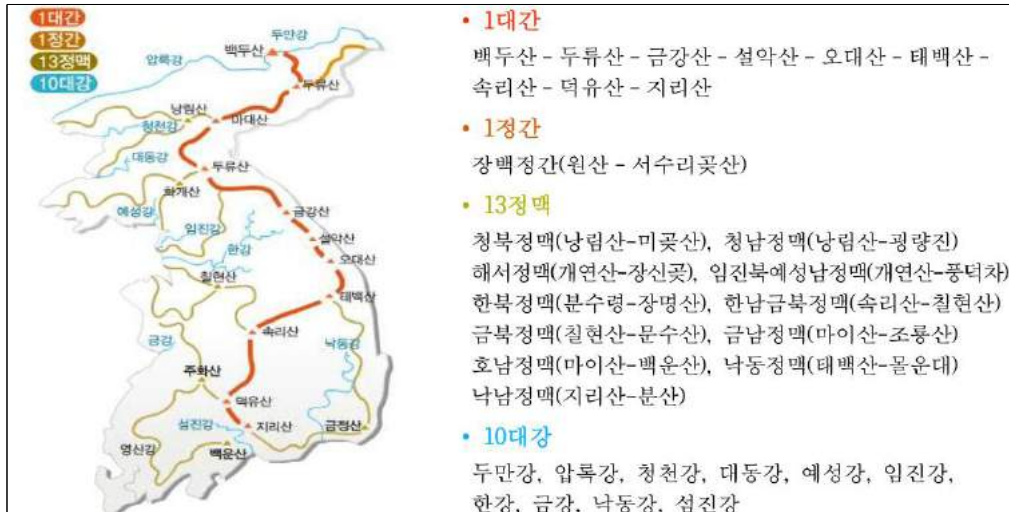 1대간
1정간
13정맥
10대강
백두산
두만강
압록강
두류산
낭림산
마대산
청천강
대동강
두류산
화개산
예성강
임진강
금강산
설악산
한강
오대산
칠현산
태백산
속리산
금강
낙동강
주화산
덕유산
섬진강
지리산
금정산
영산강
백운산
• 1대간
백두산 - 두류산 - 금강산 - 설악산 - 오대산 - 태백산 -
속리산 - 덕유산 - 지리산
• 1정간
장백정간(원산 - 서수리곶산)
• 13정맥
청북정맥(낭림산-미곶산), 청남정맥(낭림산-광량진)
해서정맥(개연산-장신곶), 임진북예성남정맥(개연산-풍덕차)
한북정맥(분수령-장명산), 한남금북정맥(속리산-칠현산)
금북정맥(칠현산-문수산), 금남정맥(마이산-조룡산)
호남정맥(마이산-백운산), 낙동정맥(태백산-몰운대)
낙남정맥(지리산-분산)
• 10대강
두만강, 압록강, 청천강, 대동강, 예성강, 임진강,
한강, 금강, 낙동강, 섬진강